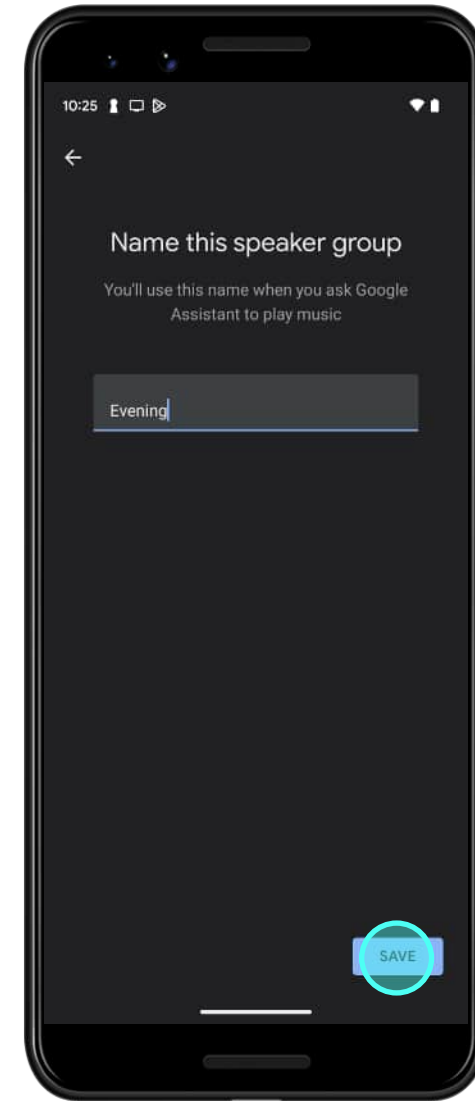 10:25
Name this speaker group
You'll use this name when you ask Google
Assistant to play music
Evening
SAVE